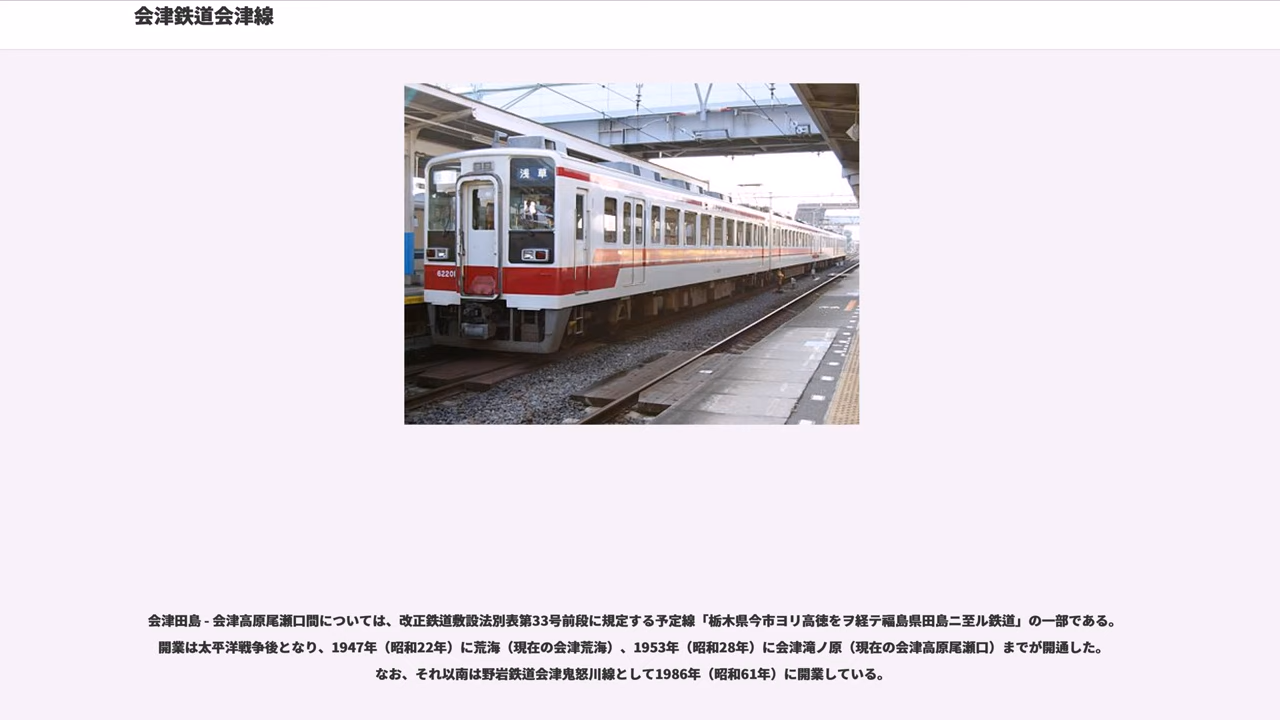 会津鉄道会津線
浅草
6220
会津田島 - 会津高原尾瀬口間については、改正鉄道敷設法別表第33号前段に規定する予定線「栃木県今市ヨリ高徳をヲ経テ福島県田島ニ至ル鉄道」の一部である。
開業は太平洋戦争後となり、1947年（昭和22年）に荒海（現在の会津荒海）、1953年（昭和28年）に会津滝ノ原（現在の会津高原尾瀬口）までが開通した。
なお、それ以南は野岩鉄道会津鬼怒川線として1986年（昭和61年）に開業している。